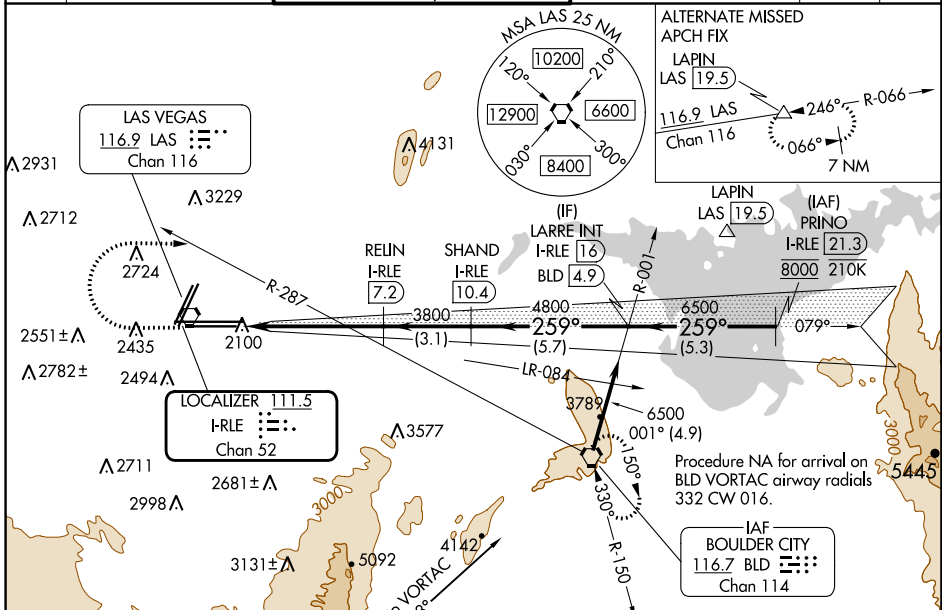 MSA LAS 25 NM
120°
10200
210°
12900
6600
030°
8400
300°
ALTERNATE MISSED
APCH FIX
LAPIN
LAS 19.5
116.9 LAS
Chan 116
246°
R-066
066°
7 NM
LAS VEGAS
116.9 LAS
Chan 116
2931
4131
3229
2712
2724
R-287
RELIN
I-RLE
7.2
SHAND
I-RLE
10.4
(IF)
LARRE INT
I-RLE 16
BLD 4.9
R-001
LAPIN
LAS 19.5
(IAF)
PRINO
I-RLE 21.3
8000 210K
3800
4800
6500
259°
259°
079°
(3.1)
(5.7)
(5.3)
2551±
2435
2100
2782±
2494
LR-084
LOCALIZER 111.5
I-RLE
Chan 52
3789
6500
001° (4.9)
3577
3000
5445
2711
2681±
2998
3000
150°
330°
R-150
Procedure NA for arrival on
BLD VORTAC airway radials
332 CW 016.
IAF
BOULDER CITY
116.7 BLD
Chan 114
3131±
5092
4142
VORTAC